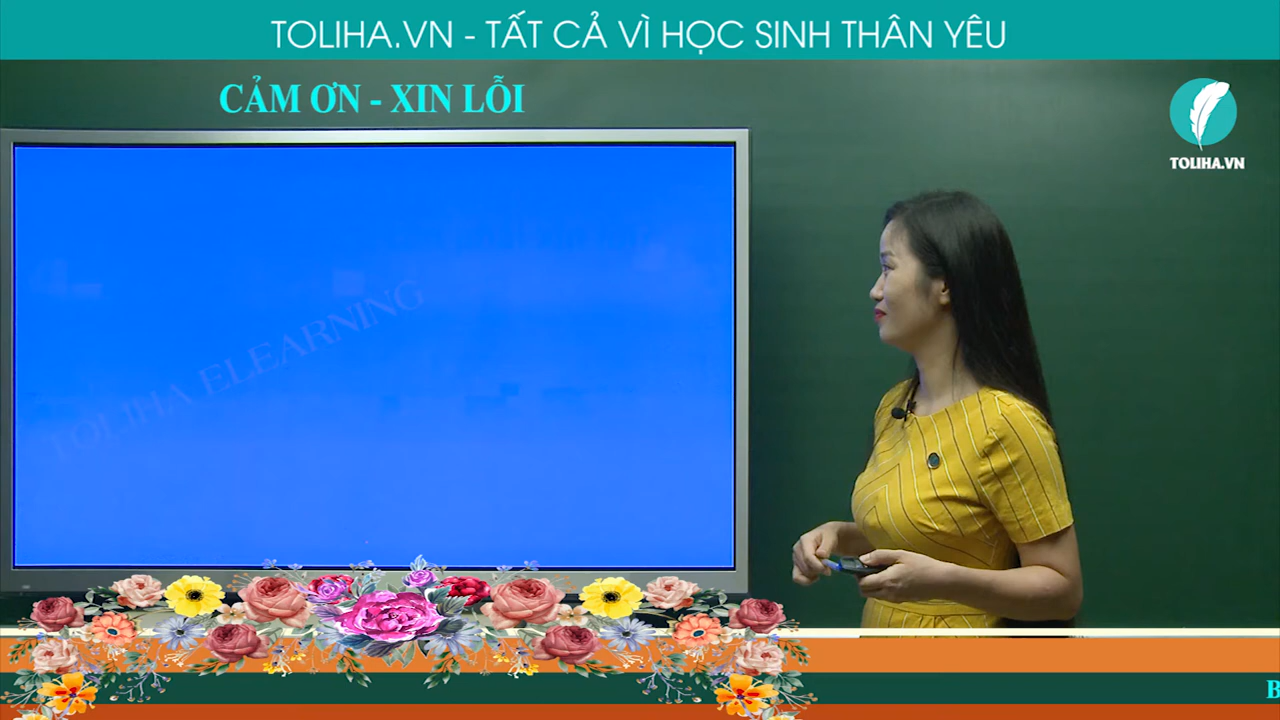 TOLIHA.VN - TẤT CẢ VÌ HỌC SINH THÂN YÊU
CẢM ƠN - XIN LỖI
TOLIHA.VN
TOLIHA ELEARNING
B